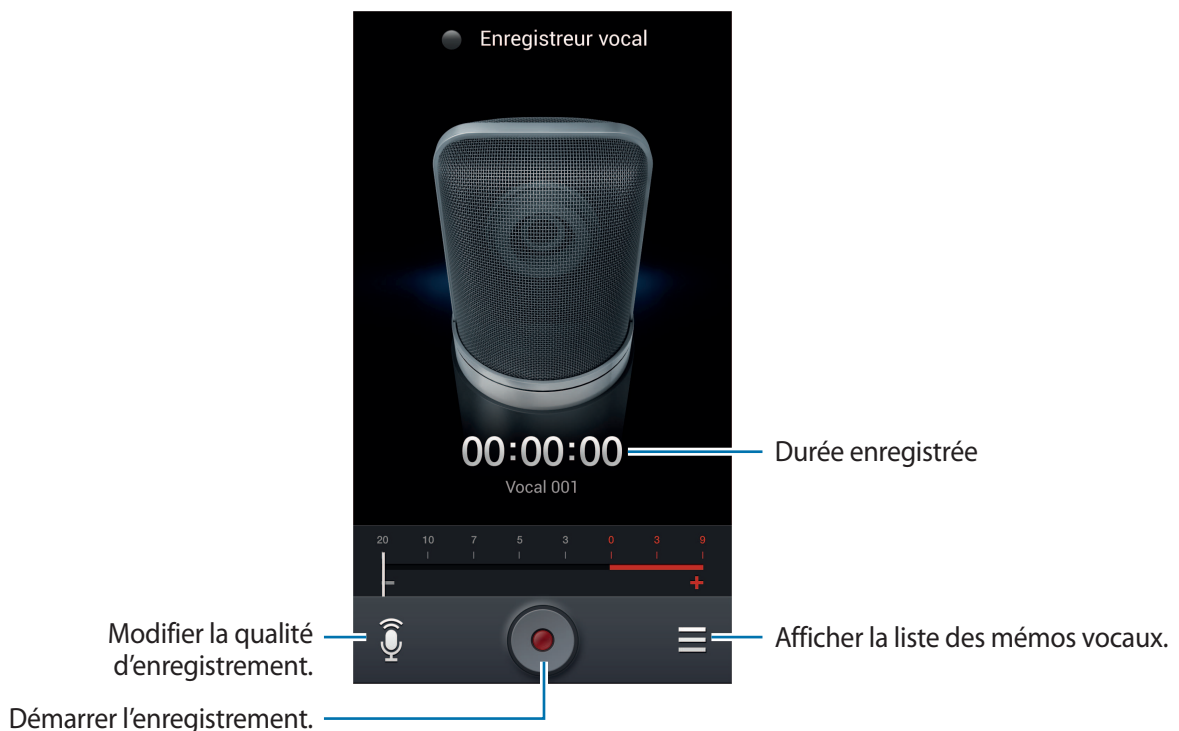 Enregistreur vocal
00:00:00
Durée enregistrée
Vocal 001
20 10 7 5 3 0 3 9
− +
Modifier la qualité
d'enregistrement.
Afficher la liste des mémos vocaux.
Démarrer l'enregistrement.